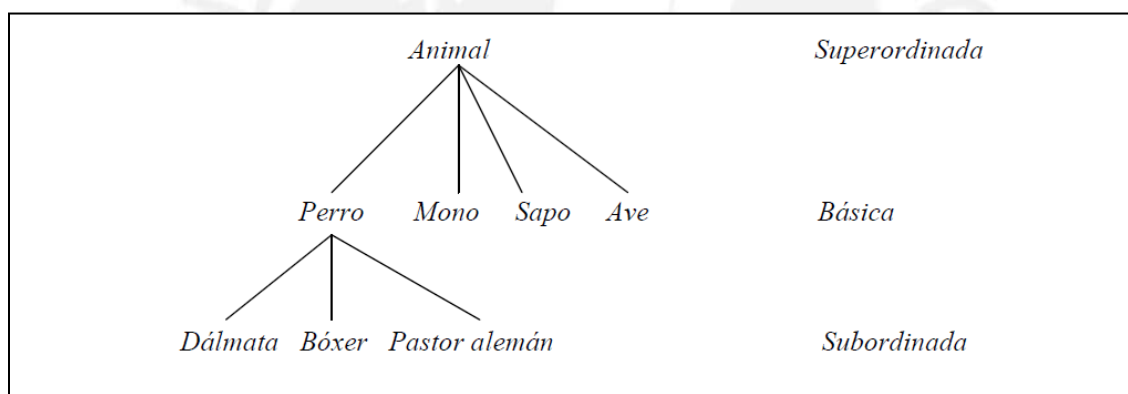 Animal Superordinada
Perro Mono Sapo Ave Básica
Dálmata Bóxer Pastor alemán Subordinada